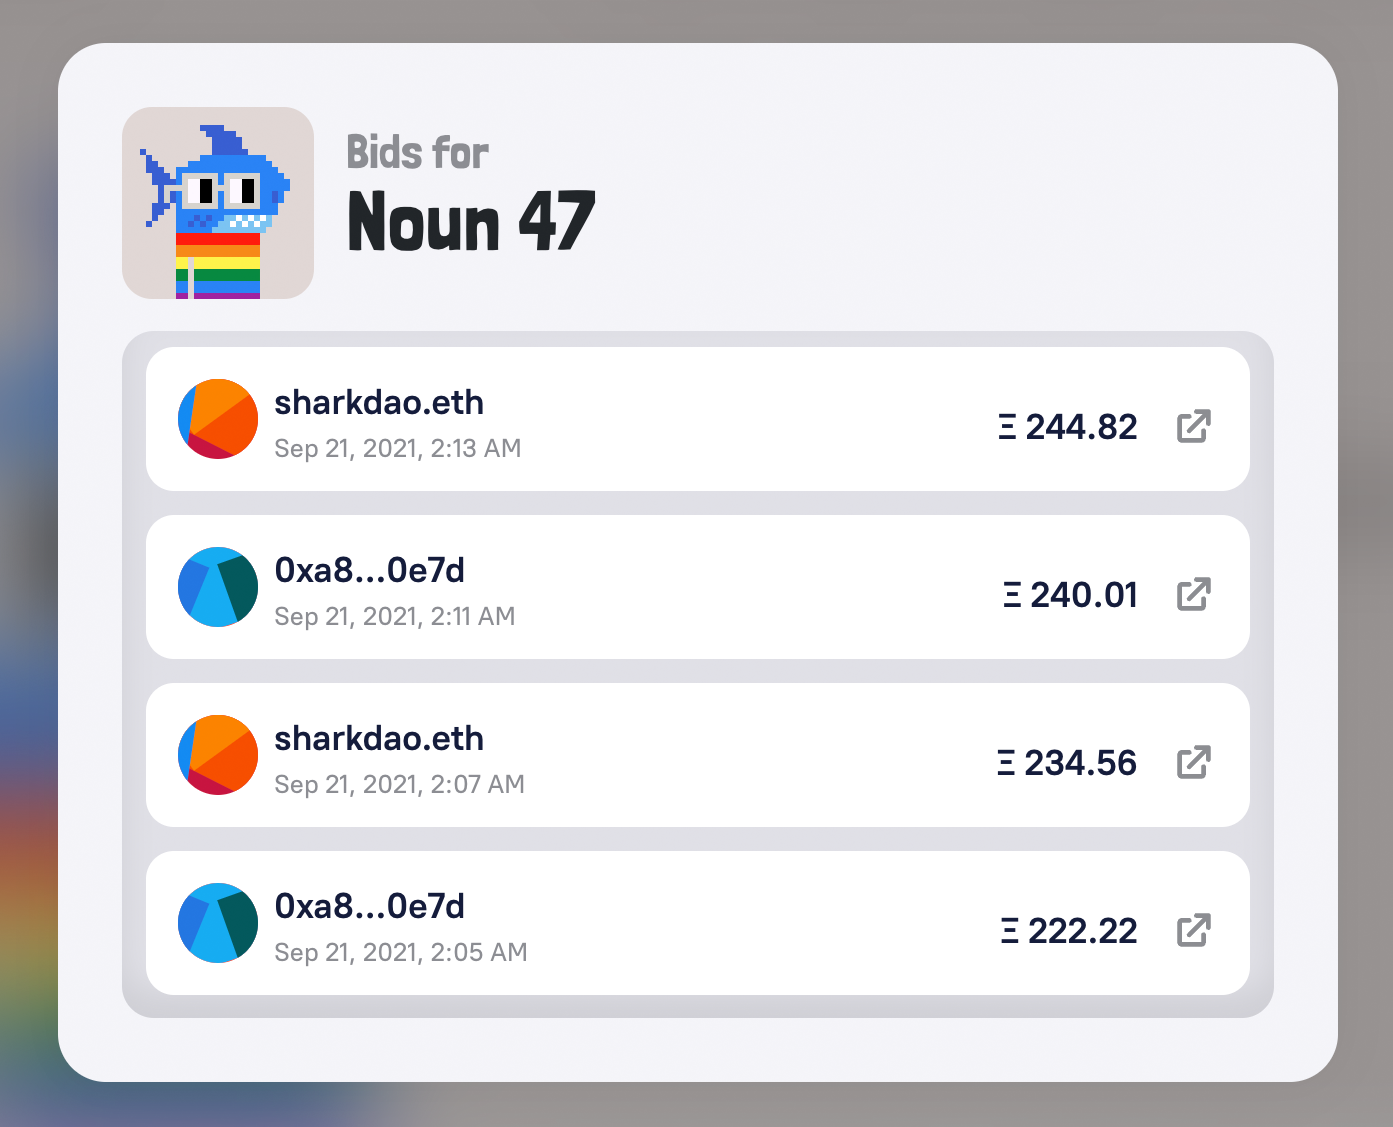 Bids for
Noun 47
sharkdao.eth
Sep 21, 2021, 2:13 AM
Ξ 244.82
0xa8...0e7d
Sep 21, 2021, 2:11 AM
Ξ 240.01
sharkdao.eth
Sep 21, 2021, 2:07 AM
Ξ 234.56
0xa8...0e7d
Sep 21, 2021, 2:05 AM
Ξ 222.22